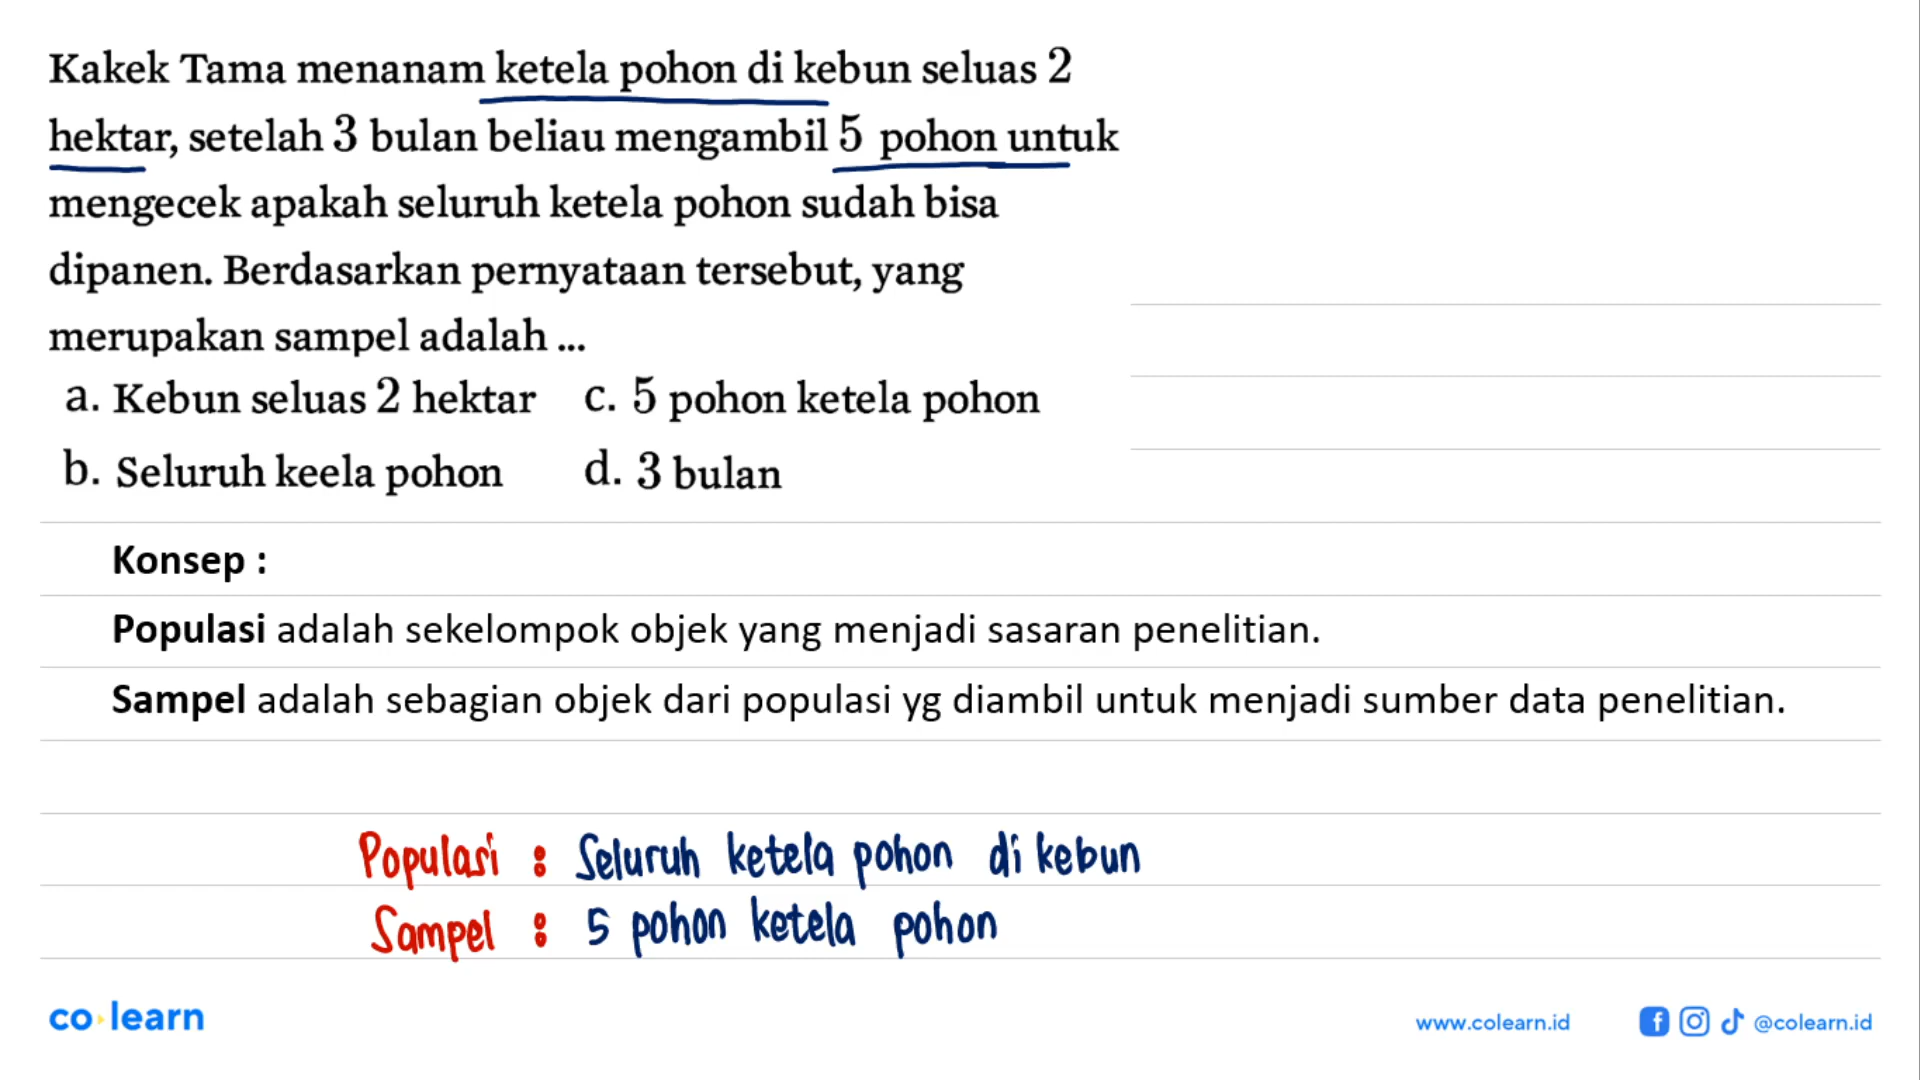 Kakek Tama menanam ketela pohon di kebun seluas 2
hektar, setelah 3 bulan beliau mengambil 5 pohon untuk
mengecek apakah seluruh ketela pohon sudah bisa
dipanen. Berdasarkan pernyataan tersebut, yang
merupakan sampel adalah ...
a. Kebun seluas 2 hektar c. 5 pohon ketela pohon
b. Seluruh keela pohon d. 3 bulan
Konsep :
Populasi adalah sekelompok objek yang menjadi sasaran penelitian.
Sampel adalah sebagian objek dari populasi yg diambil untuk menjadi sumber data penelitian.
Populasi : Seluruh ketela pohon di kebun
Sampel : 5 pohon ketela pohon
co learn
www.colearn.id @colearn.id